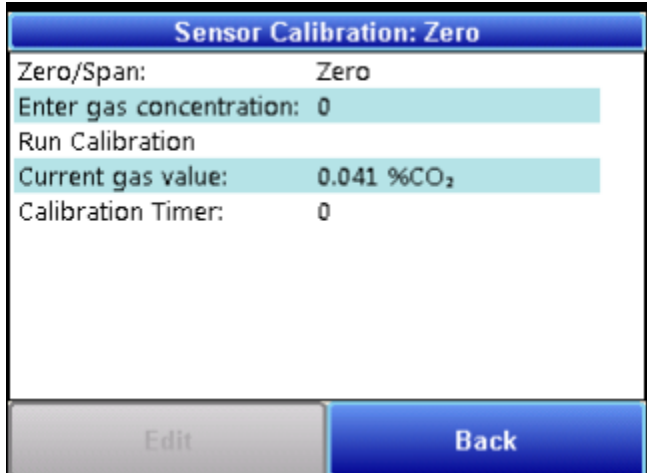 Sensor Calibration: Zero
Zero/Span: Zero
Enter gas concentration: 0
Run Calibration
Current gas value: 0.041 %CO₂
Calibration Timer: 0
Edit Back